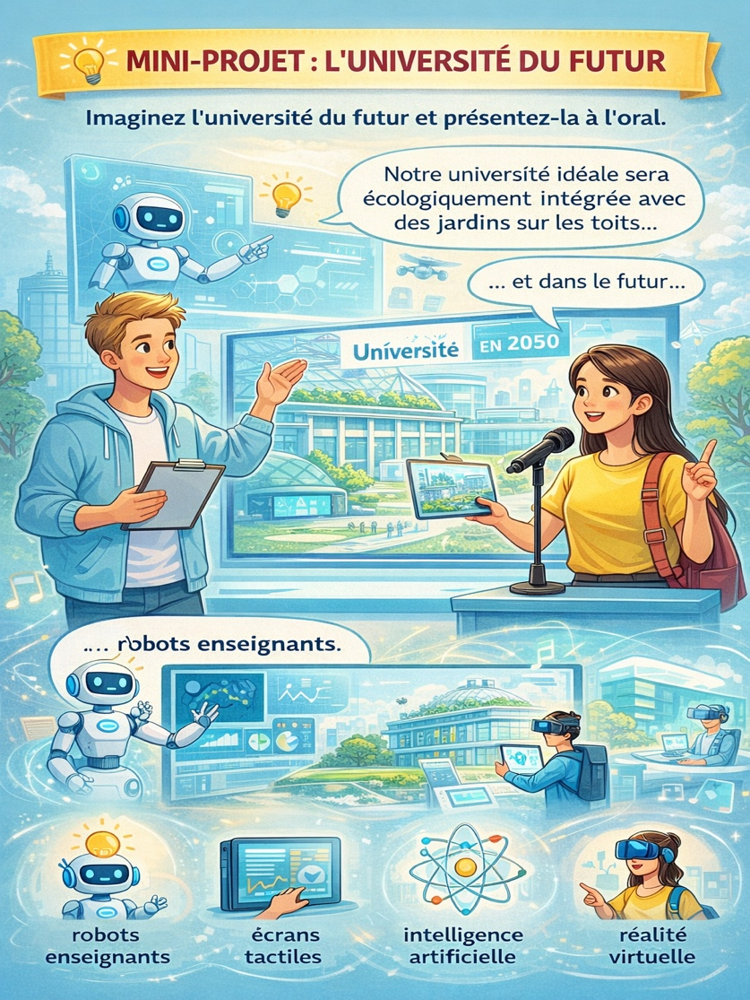 MINI-PROJET : L'UNIVERSITÉ DU FUTUR
Imaginez l'université du futur et présentez-la à l'oral.
Notre université idéale sera
écologiquement intégrée avec
des jardins sur les toits...
... et dans le futur...
Université
EN 2050
.... robots enseignants.
robots
enseignants
écrans
tactiles
intelligence
artificielle
réalité
virtuelle